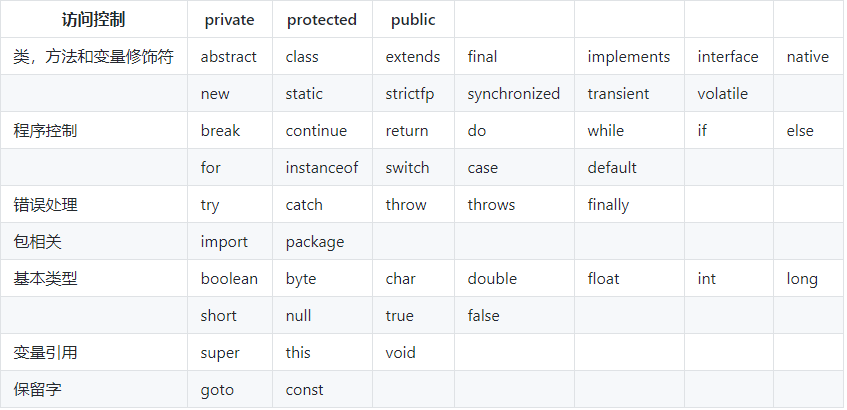 访问控制 private protected public
类，方法和变量修饰符 abstract class extends final implements interface native
new static strictfp synchronized transient volatile
程序控制 break continue return do while if else
for instanceof switch case default
错误处理 try catch throw throws finally
包相关 import package
基本类型 boolean byte char double float int long
short null true false
变量引用 super this void
保留字 goto const